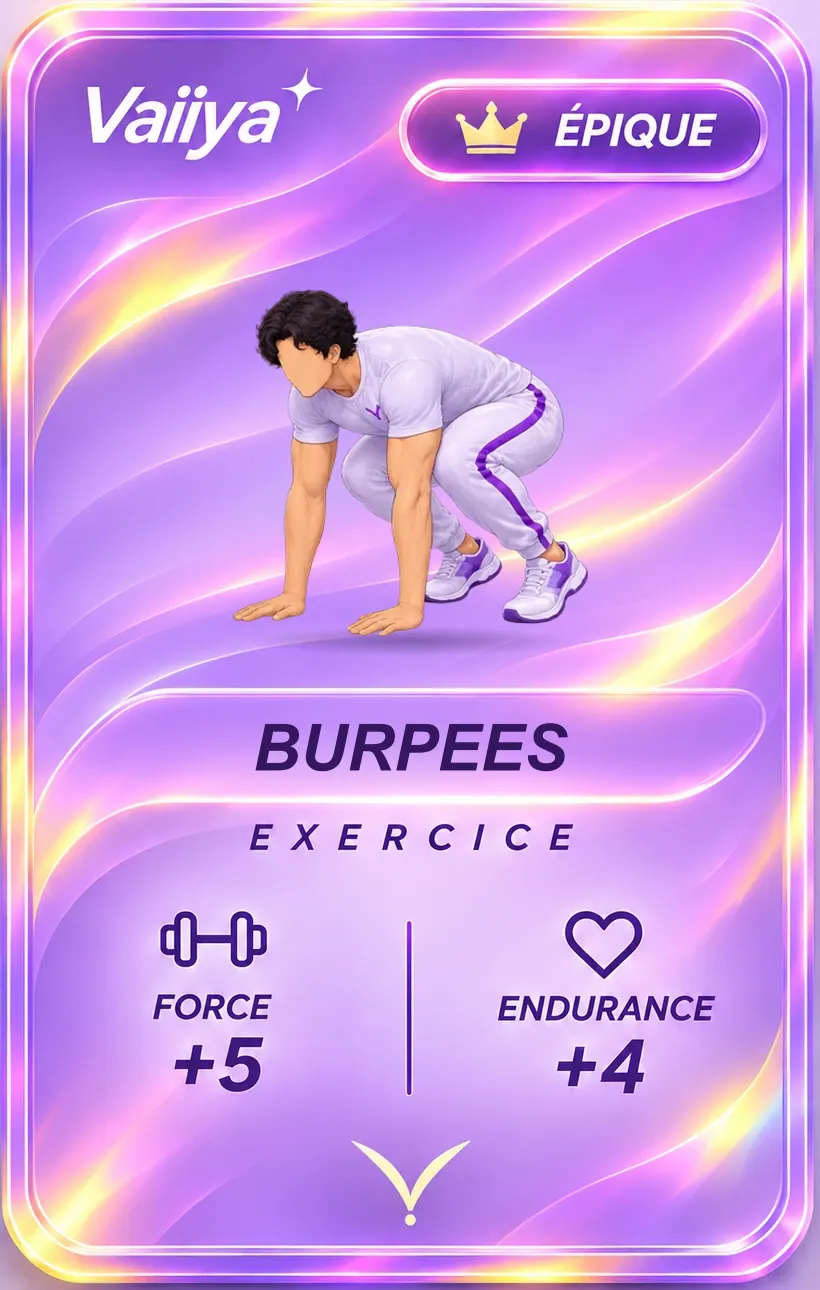 Vaiiya
ÉPIQUE
BURPEES
EXERCICE
FORCE
+5
ENDURANCE
+4